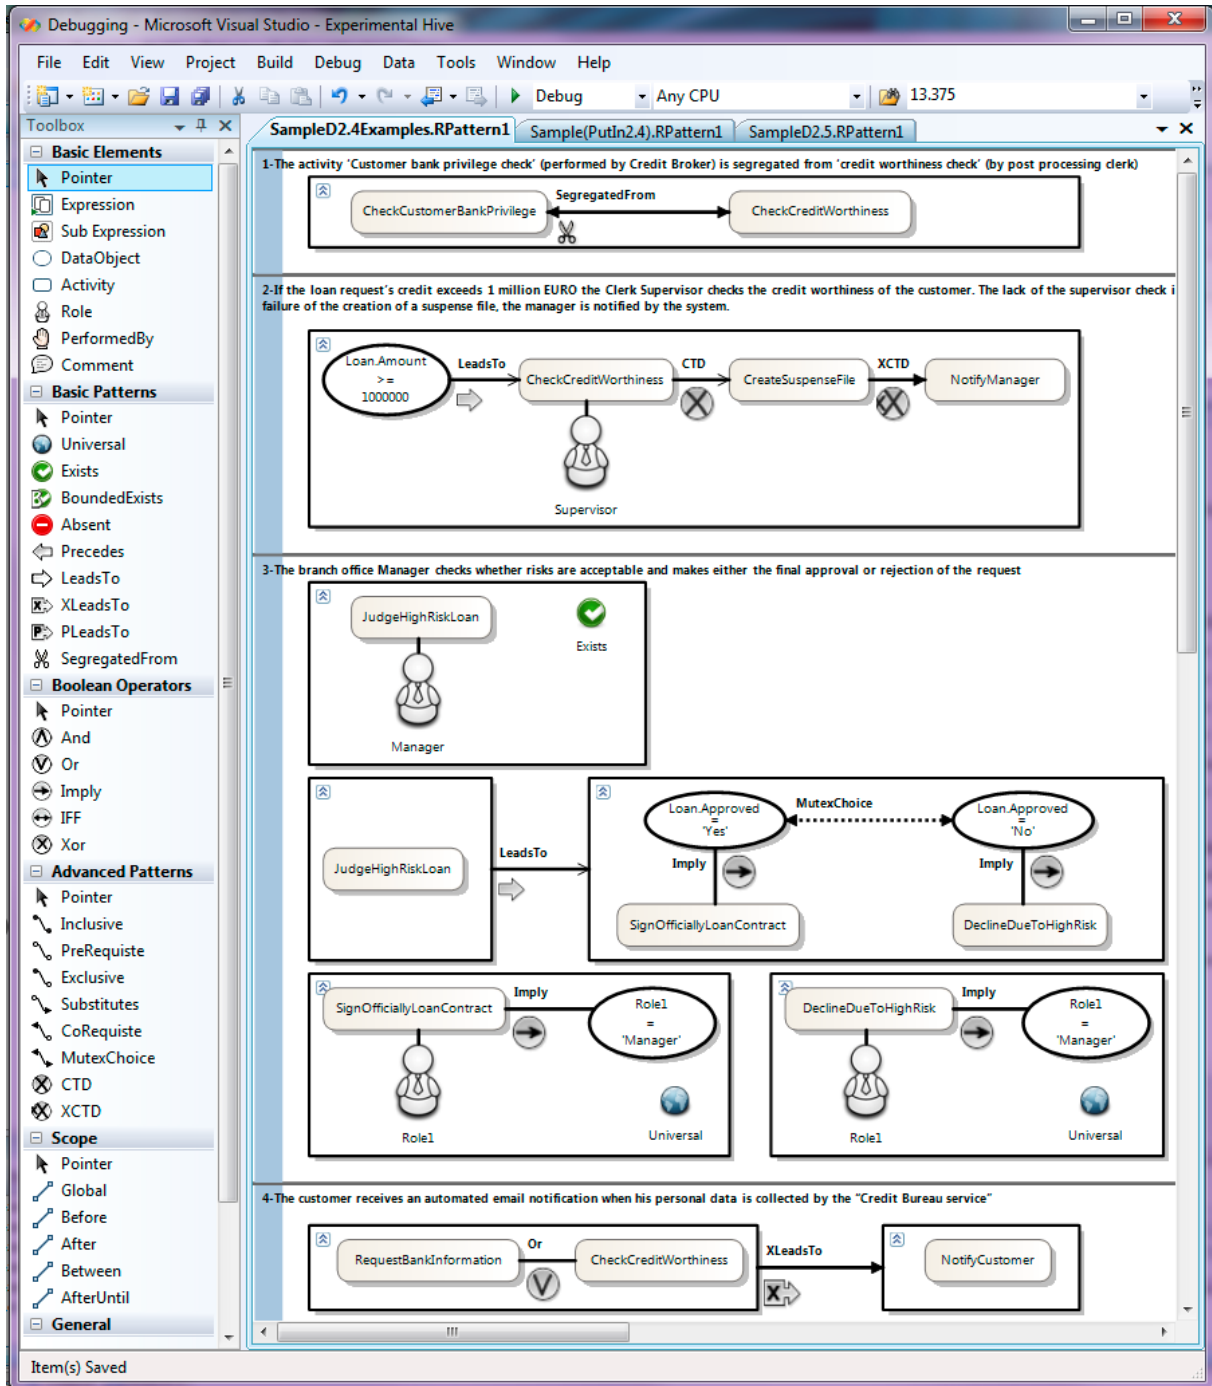 Debugging - Microsoft Visual Studio - Experimental Hive
File Edit View Project Build Debug Data Tools Window Help
Debug Any CPU 13.375
Toolbox
SampleD2.4Examples.RPattern1 Sample(PutIn2.4).RPattern1 SampleD2.5.RPattern1
Basic Elements
Pointer
Expression
Sub Expression
DataObject
Activity
Role
PerformedBy
Comment
Basic Patterns
Pointer
Universal
Exists
BoundedExists
Absent
Precedes
LeadsTo
XLeadsTo
PLeadsTo
SegregatedFrom
Boolean Operators
Pointer
And
Or
Imply
IFF
Xor
Advanced Patterns
Pointer
Inclusive
PreRequiste
Exclusive
Substitutes
CoRequiste
MutexChoice
CTD
XCTD
Scope
Pointer
Global
Before
After
Between
AfterUntil
General
1-The activity 'Customer bank privilege check' (performed by Credit Broker) is segregated from 'credit worthiness check' (by post processing clerk)
SegregatedFrom
CheckCustomerBankPrivilege CheckCreditWorthiness
2-If the loan request's credit exceeds 1 million EURO the Clerk Supervisor checks the credit worthiness of the customer. The lack of the supervisor check i
failure of the creation of a suspense file, the manager is notified by the system.
Loan.Amount
>=
1000000
LeadsTo
CheckCreditWorthiness
CTD
CreateSuspenseFile
XCTD
NotifyManager
Supervisor
3-The branch office Manager checks whether risks are acceptable and makes either the final approval or rejection of the request
JudgeHighRiskLoan
Exists
Manager
JudgeHighRiskLoan
LeadsTo
Loan.Approved
=
'Yes'
MutexChoice
Loan.Approved
=
'No'
Imply
Imply
SignOfficiallyLoanContract
DeclineDueToHighRisk
SignOfficiallyLoanContract
Imply
Role1
=
'Manager'
Role1
Universal
DeclineDueToHighRisk
Imply
Role1
=
'Manager'
Role1
Universal
4-The customer receives an automated email notification when his personal data is collected by the "Credit Bureau service"
RequestBankInformation
Or
CheckCreditWorthiness
XLeadsTo
NotifyCustomer
Item(s) Saved